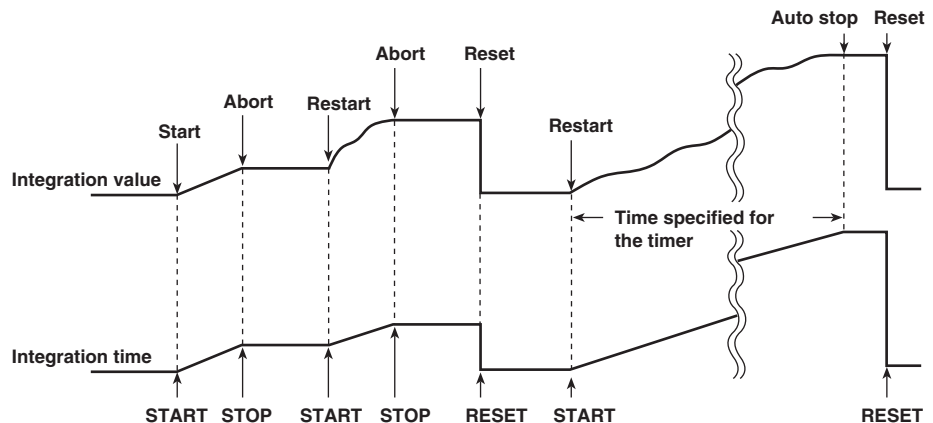 Auto stop Reset
Abort Reset
Abort Restart
Start Restart
Integration value
Time specified for
the timer
Integration time
START STOP START STOP RESET START RESET